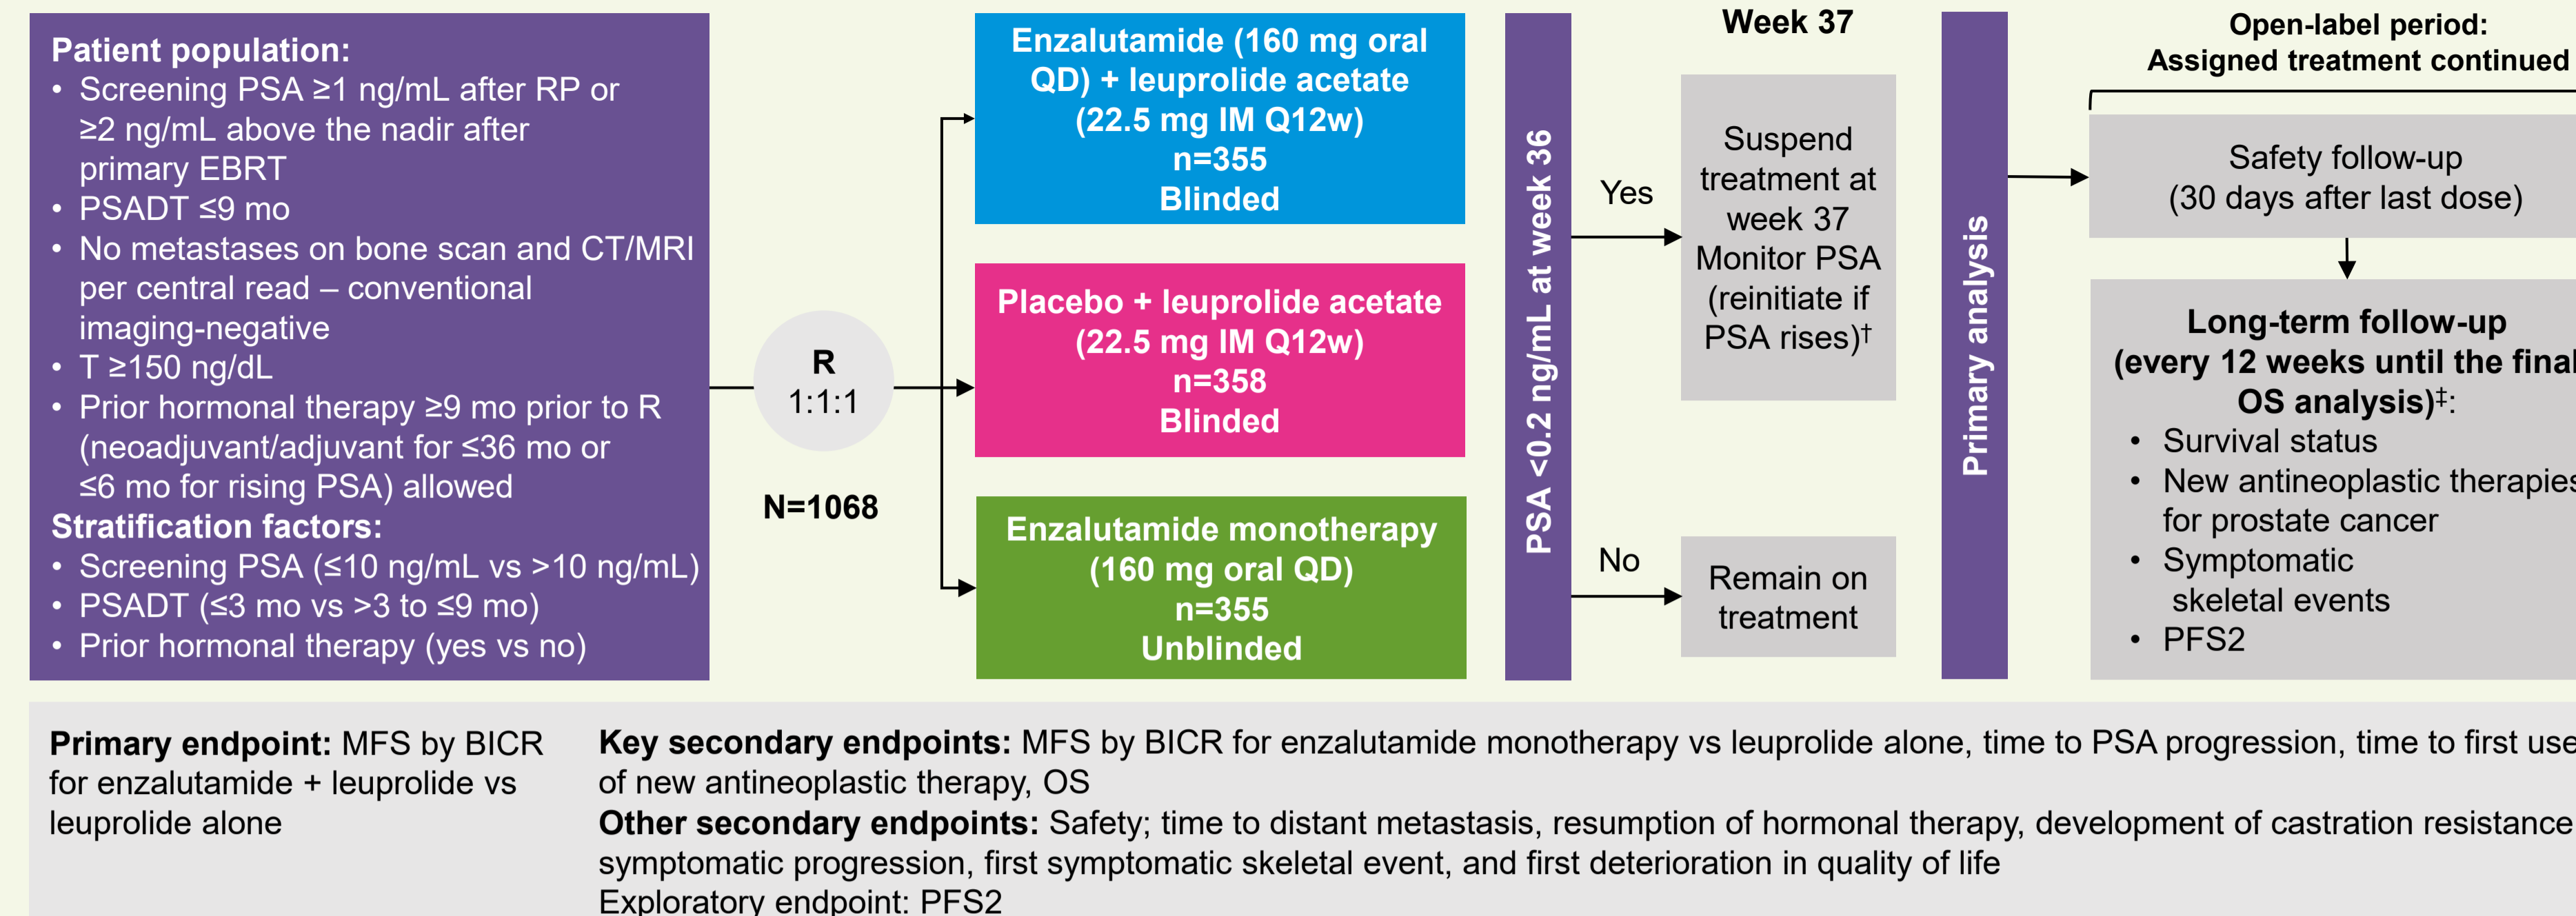 Patient population:
• Screening PSA ≥1 ng/mL after RP or
≥2 ng/mL above the nadir after
primary EBRT
• PSADT ≤9 mo
• No metastases on bone scan and CT/MRI
per central read – conventional
imaging-negative
• T ≥150 ng/dL
• Prior hormonal therapy ≥9 mo prior to R
(neoadjuvant/adjuvant for ≤36 mo or
≤6 mo for rising PSA) allowed
Stratification factors:
• Screening PSA (≤10 ng/mL vs >10 ng/mL)
• PSADT (≤3 mo vs >3 to ≤9 mo)
• Prior hormonal therapy (yes vs no)
R
1:1:1
N=1068
Enzalutamide (160 mg oral
QD) + leuprolide acetate
(22.5 mg IM Q12w)
n=355
Blinded
Placebo + leuprolide acetate
(22.5 mg IM Q12w)
n=358
Blinded
Enzalutamide monotherapy
(160 mg oral QD)
n=355
Unblinded
PSA <0.2 ng/mL at week 36
Yes
No
Week 37
Suspend
treatment at
week 37
Monitor PSA
(reinitiate if
PSA rises)†
Remain on
treatment
Primary analysis
Open-label period:
Assigned treatment continued
Safety follow-up
(30 days after last dose)
Long-term follow-up
(every 12 weeks until the final
OS analysis)‡:
• Survival status
• New antineoplastic therapies
for prostate cancer
• Symptomatic
skeletal events
• PFS2
Primary endpoint: MFS by BICR
for enzalutamide + leuprolide vs
leuprolide alone
Key secondary endpoints: MFS by BICR for enzalutamide monotherapy vs leuprolide alone, time to PSA progression, time to first use
of new antineoplastic therapy, OS
Other secondary endpoints: Safety; time to distant metastasis, resumption of hormonal therapy, development of castration resistance
symptomatic progression, first symptomatic skeletal event, and first deterioration in quality of life
Exploratory endpoint: PFS2